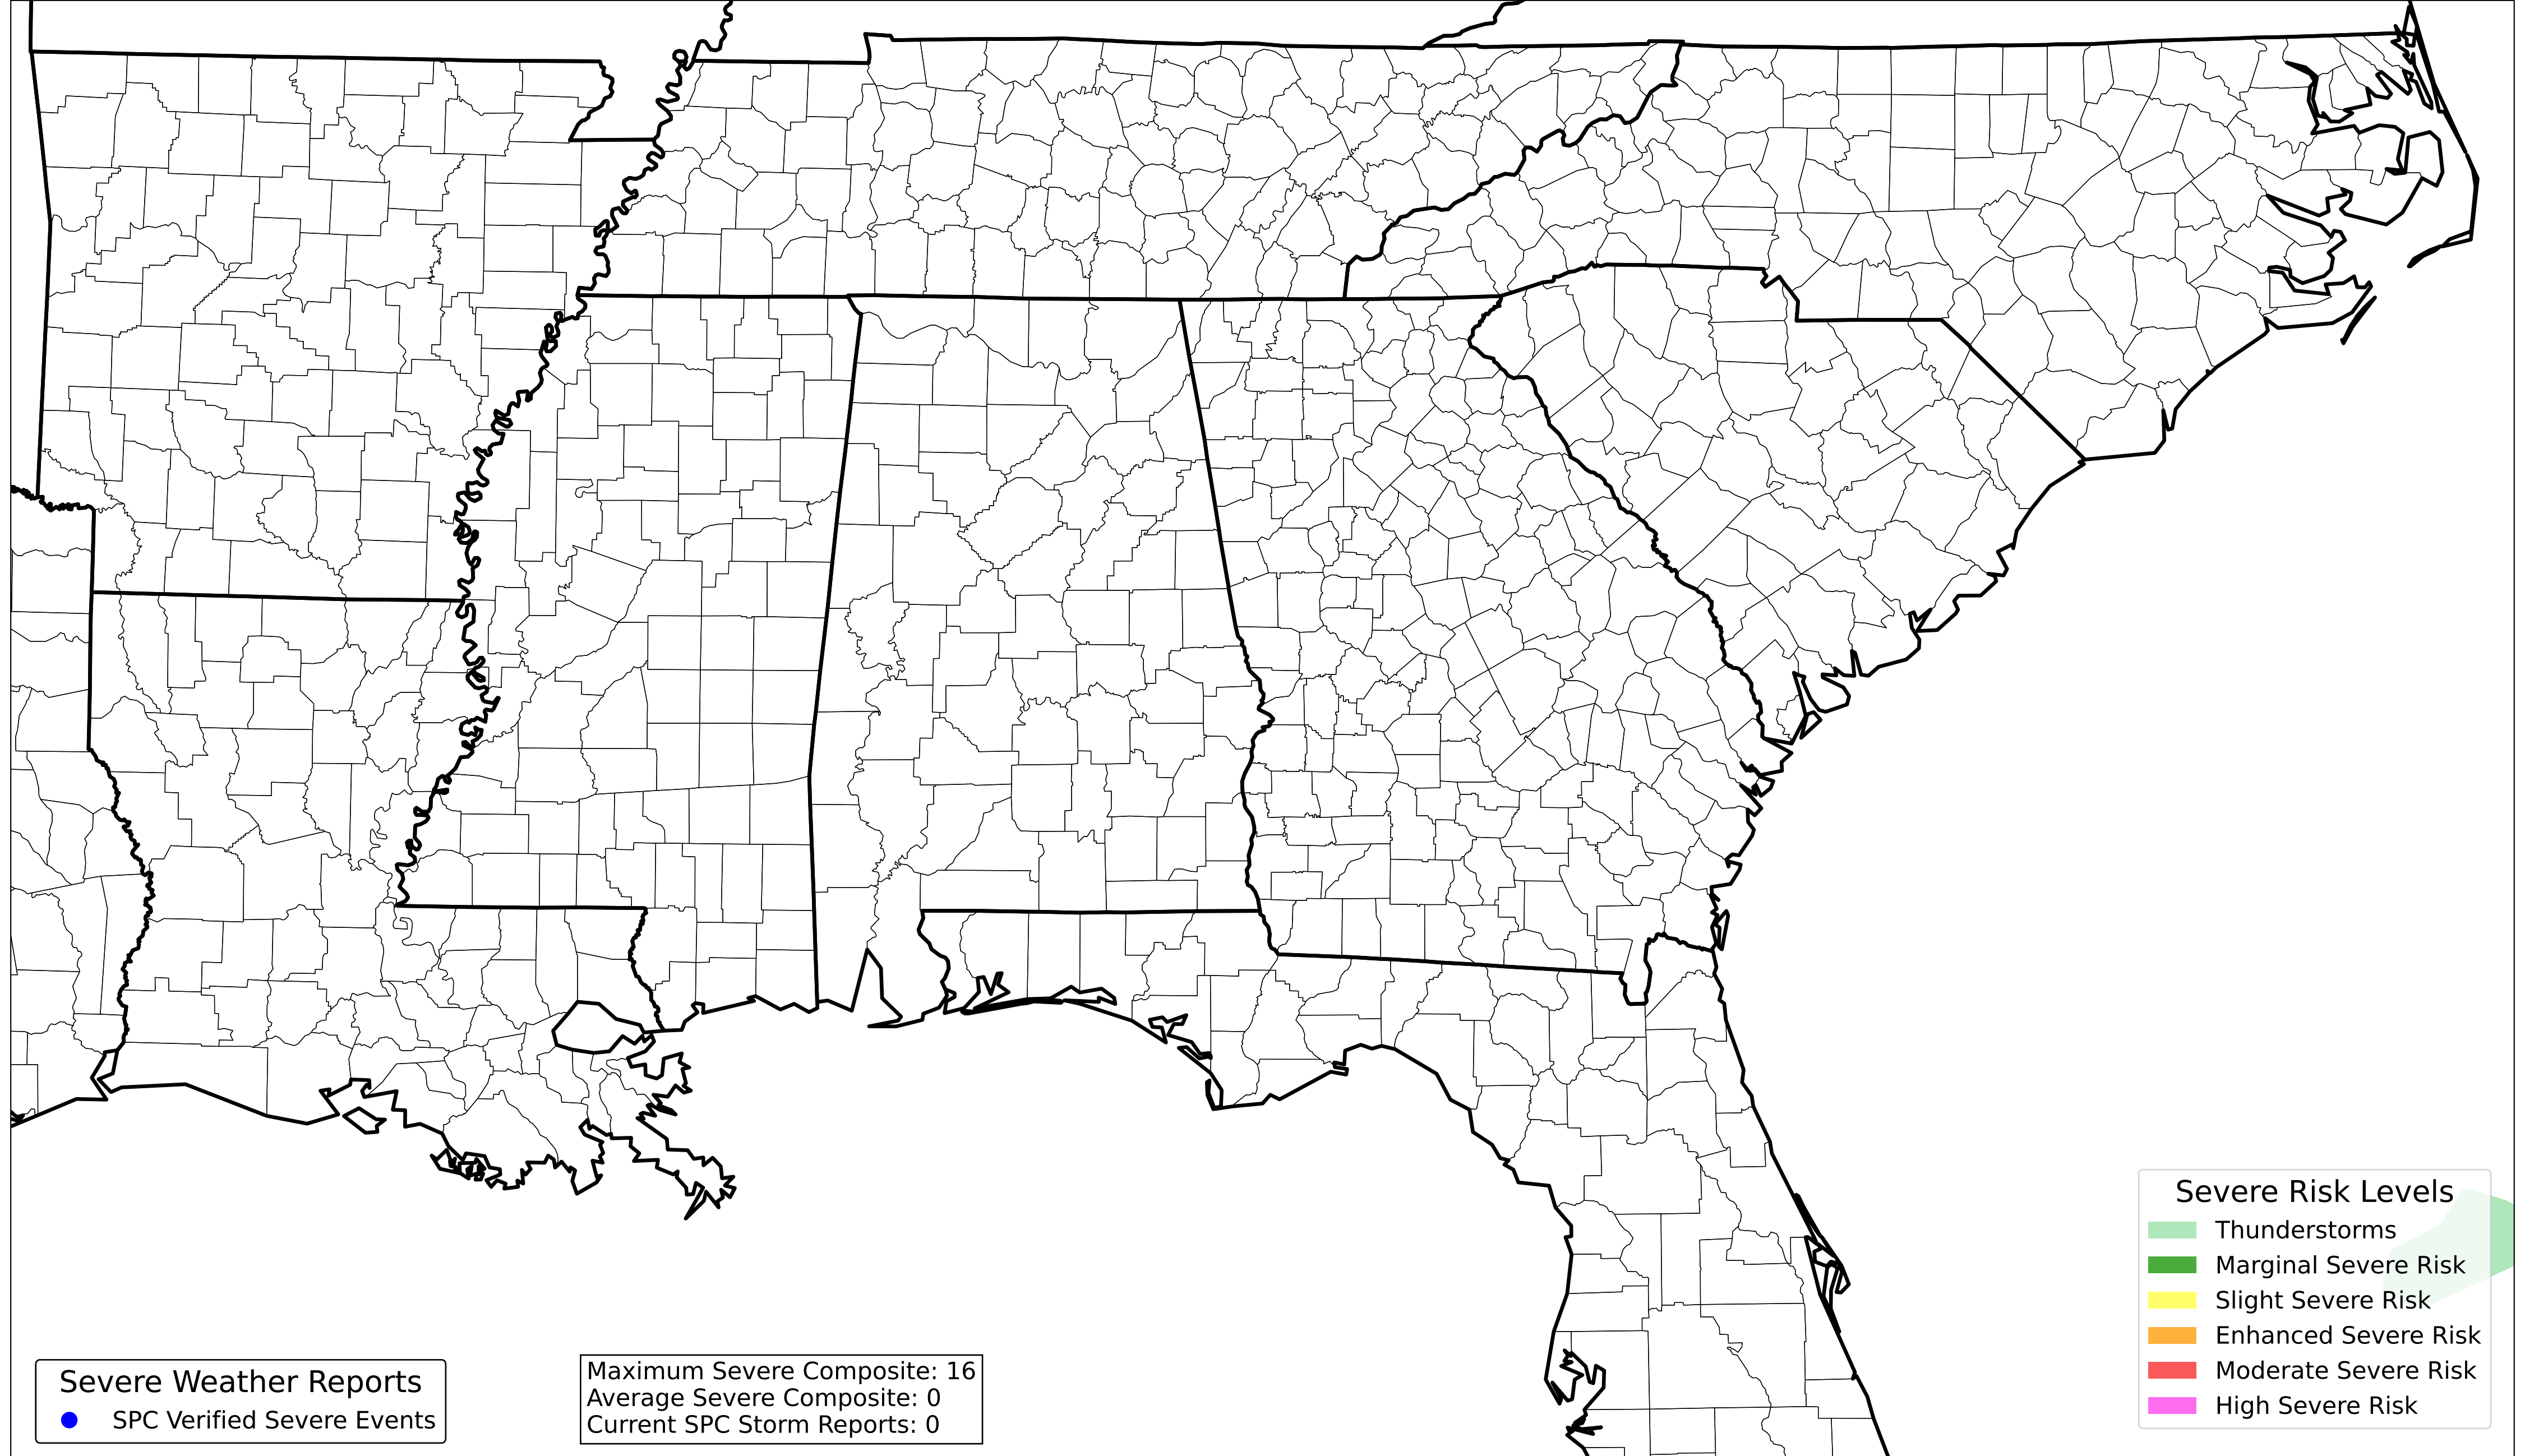 Severe Risk Levels
Thunderstorms
Marginal Severe Risk
Slight Severe Risk
Enhanced Severe Risk
Moderate Severe Risk
High Severe Risk
Severe Weather Reports
SPC Verified Severe Events
Maximum Severe Composite: 16
Average Severe Composite: 0
Current SPC Storm Reports: 0